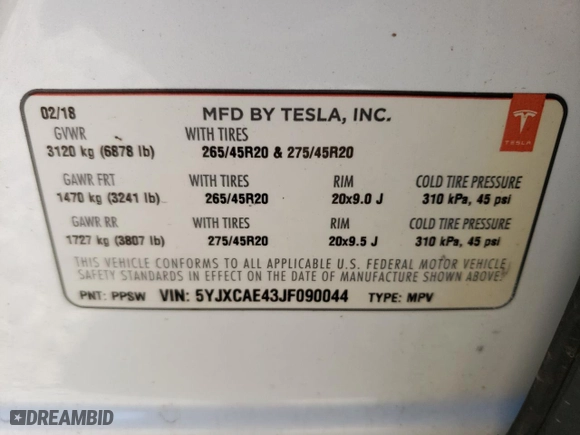 02/18 MFD BY TESLA, INC.
TESLA
GVWR WITH TIRES
3120 kg (6878 lb) 265/45R20 & 275/45R20
GAWR FRT WITH TIRES RIM COLD TIRE PRESSURE
1470 kg (3241 lb) 265/45R20 20x9.0 J 310 kPa, 45 psi
GAWR RR WITH TIRES RIM COLD TIRE PRESSURE
1727 kg (3807 lb) 275/45R20 20x9.5 J 310 kPa, 45 psi
THIS VEHICLE CONFORMS TO ALL APPLICABLE U.S. FEDERAL MOTOR VEHICLE
SAFETY STANDARDS IN EFFECT ON THE DATE OF MANUFACTURE SHOWN ABOVE.
PNT: PPSW VIN: 5YJXCAE43JF090044 TYPE: MPV
DREAMBID